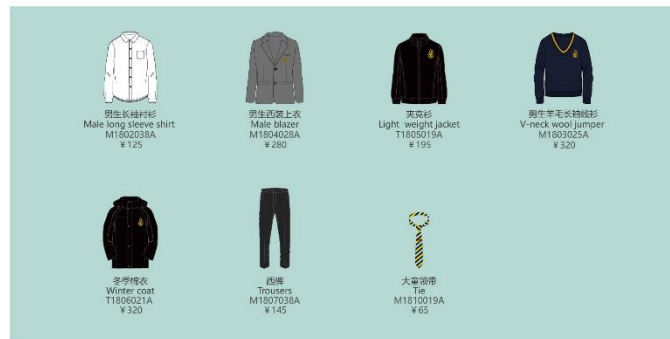 男生长袖衬衫
Male long sleeve shirt
M1802038A
¥125
男生西装上衣
Male blazer
M1804028A
¥280
夹克衫
Light weight jacket
T1805019A
¥195
男生羊毛长袖线衫
V-neck wool jumper
M1803025A
¥320
冬季棉衣
Winter coat
T1806021A
¥320
西裤
Trousers
M1807038A
¥145
大童领带
Tie
M1810019A
¥65